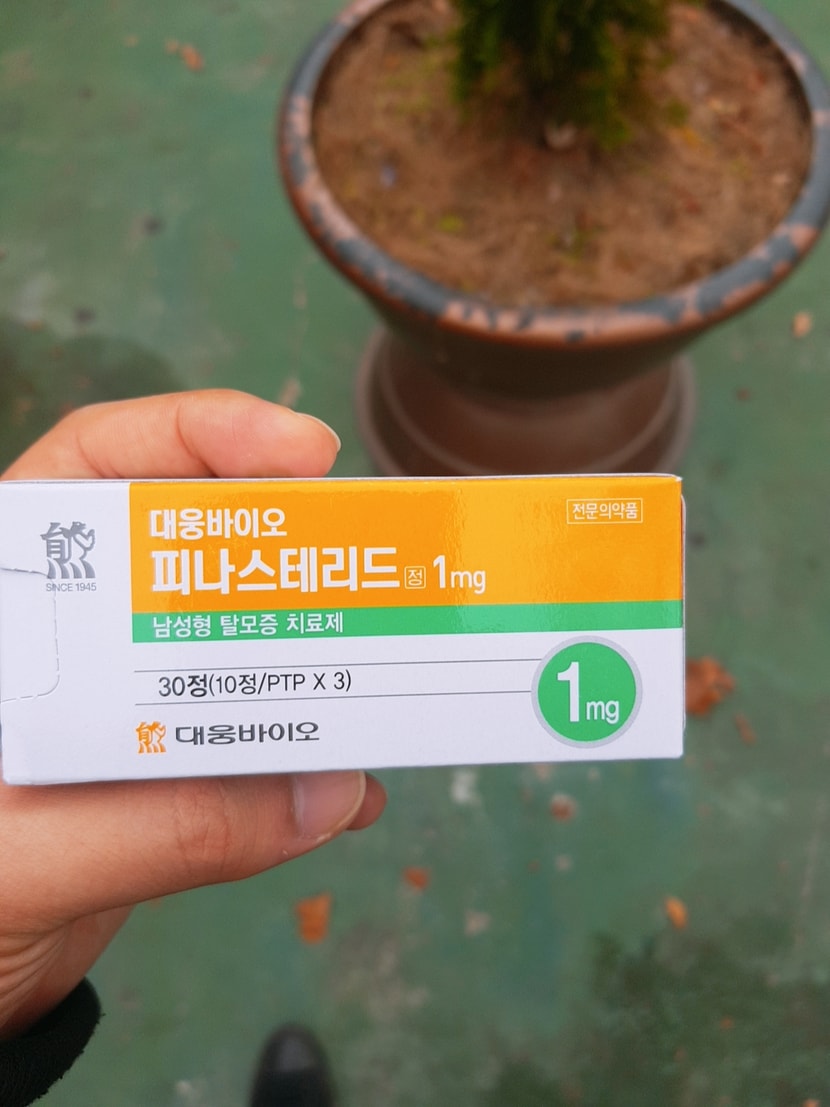 대웅바이오
전문의약품
피나스테리드 정 1mg
남성형 탈모증 치료제
30정(10정/PTP X 3)
1mg
대웅바이오
SINCE 1945